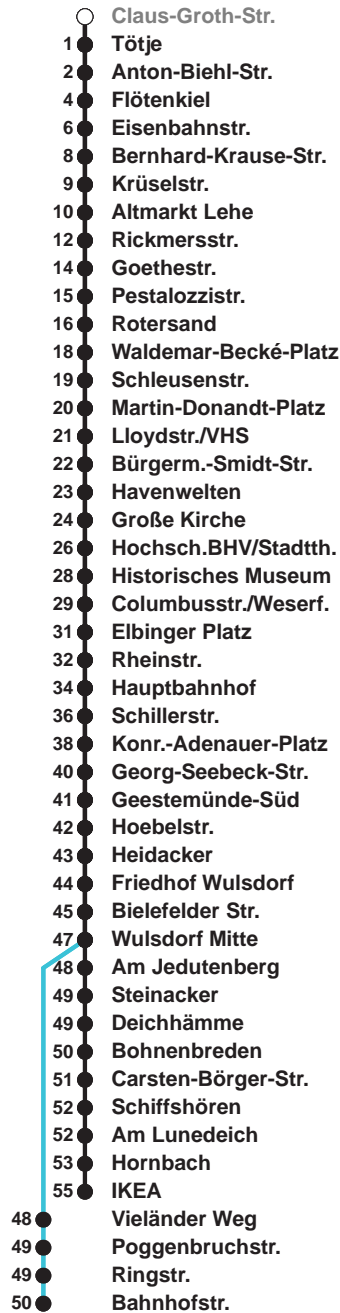 Claus-Groth-Str.
1 Tötje
2 Anton-Biehl-Str.
4 Flötenkiel
6 Eisenbahnstr.
8 Bernhard-Krause-Str.
9 Krüselstr.
10 Altmarkt Lehe
12 Rickmersstr.
14 Goethestr.
15 Pestalozzistr.
16 Rotersand
18 Waldemar-Becké-Platz
19 Schleusenstr.
20 Martin-Donandt-Platz
21 Lloydstr./VHS
22 Bürgerm.-Smidt-Str.
23 Havenwelten
24 Große Kirche
26 Hochsch.BHV/Stadtth.
28 Historisches Museum
29 Columbusstr./Weserf.
31 Elbinger Platz
32 Rheinstr.
34 Hauptbahnhof
36 Schillerstr.
38 Konr.-Adenauer-Platz
40 Georg-Seebeck-Str.
41 Geestemünde-Süd
42 Hoebelstr.
43 Heidacker
44 Friedhof Wulsdorf
45 Bielefelder Str.
47 Wulsdorf Mitte
48 Am Jedutenberg
49 Steinacker
49 Deichhämme
50 Bohnenbreden
51 Carsten-Börger-Str.
52 Schiffshören
52 Am Lunedeich
53 Hornbach
55 IKEA
48 Vieländer Weg
49 Poggenbruchstr.
49 Ringstr.
50 Bahnhofstr.